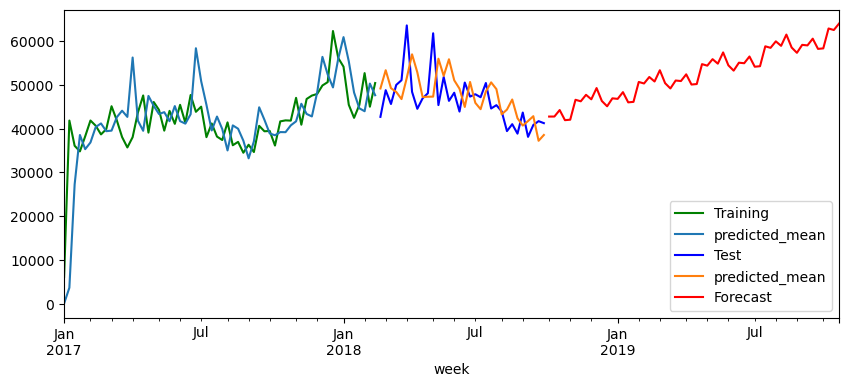 60000
50000
40000
30000
20000
10000
0
Jan
2017
Jul
Jan
2018
Jul
Jan
2019
Jul
week
Training
predicted_mean
Test
predicted_mean
Forecast